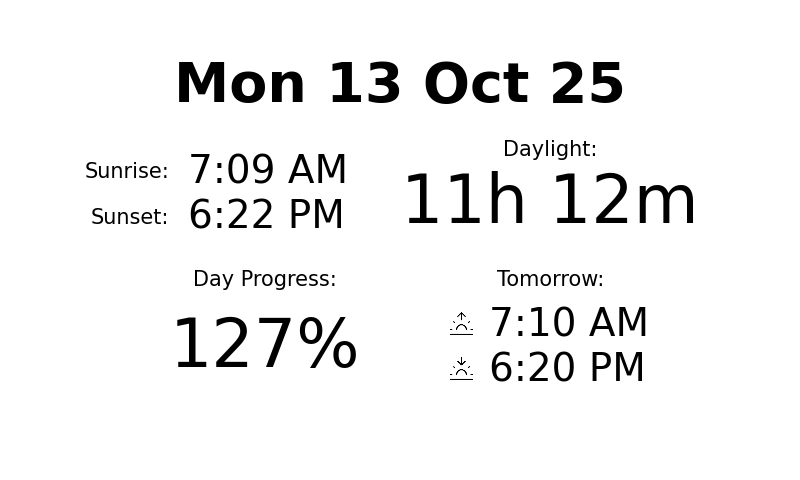 Mon 13 Oct 25
Sunrise: 7:09 AM
Sunset: 6:22 PM
Daylight:
11h 12m
Day Progress:
127%
Tomorrow:
7:10 AM
6:20 PM